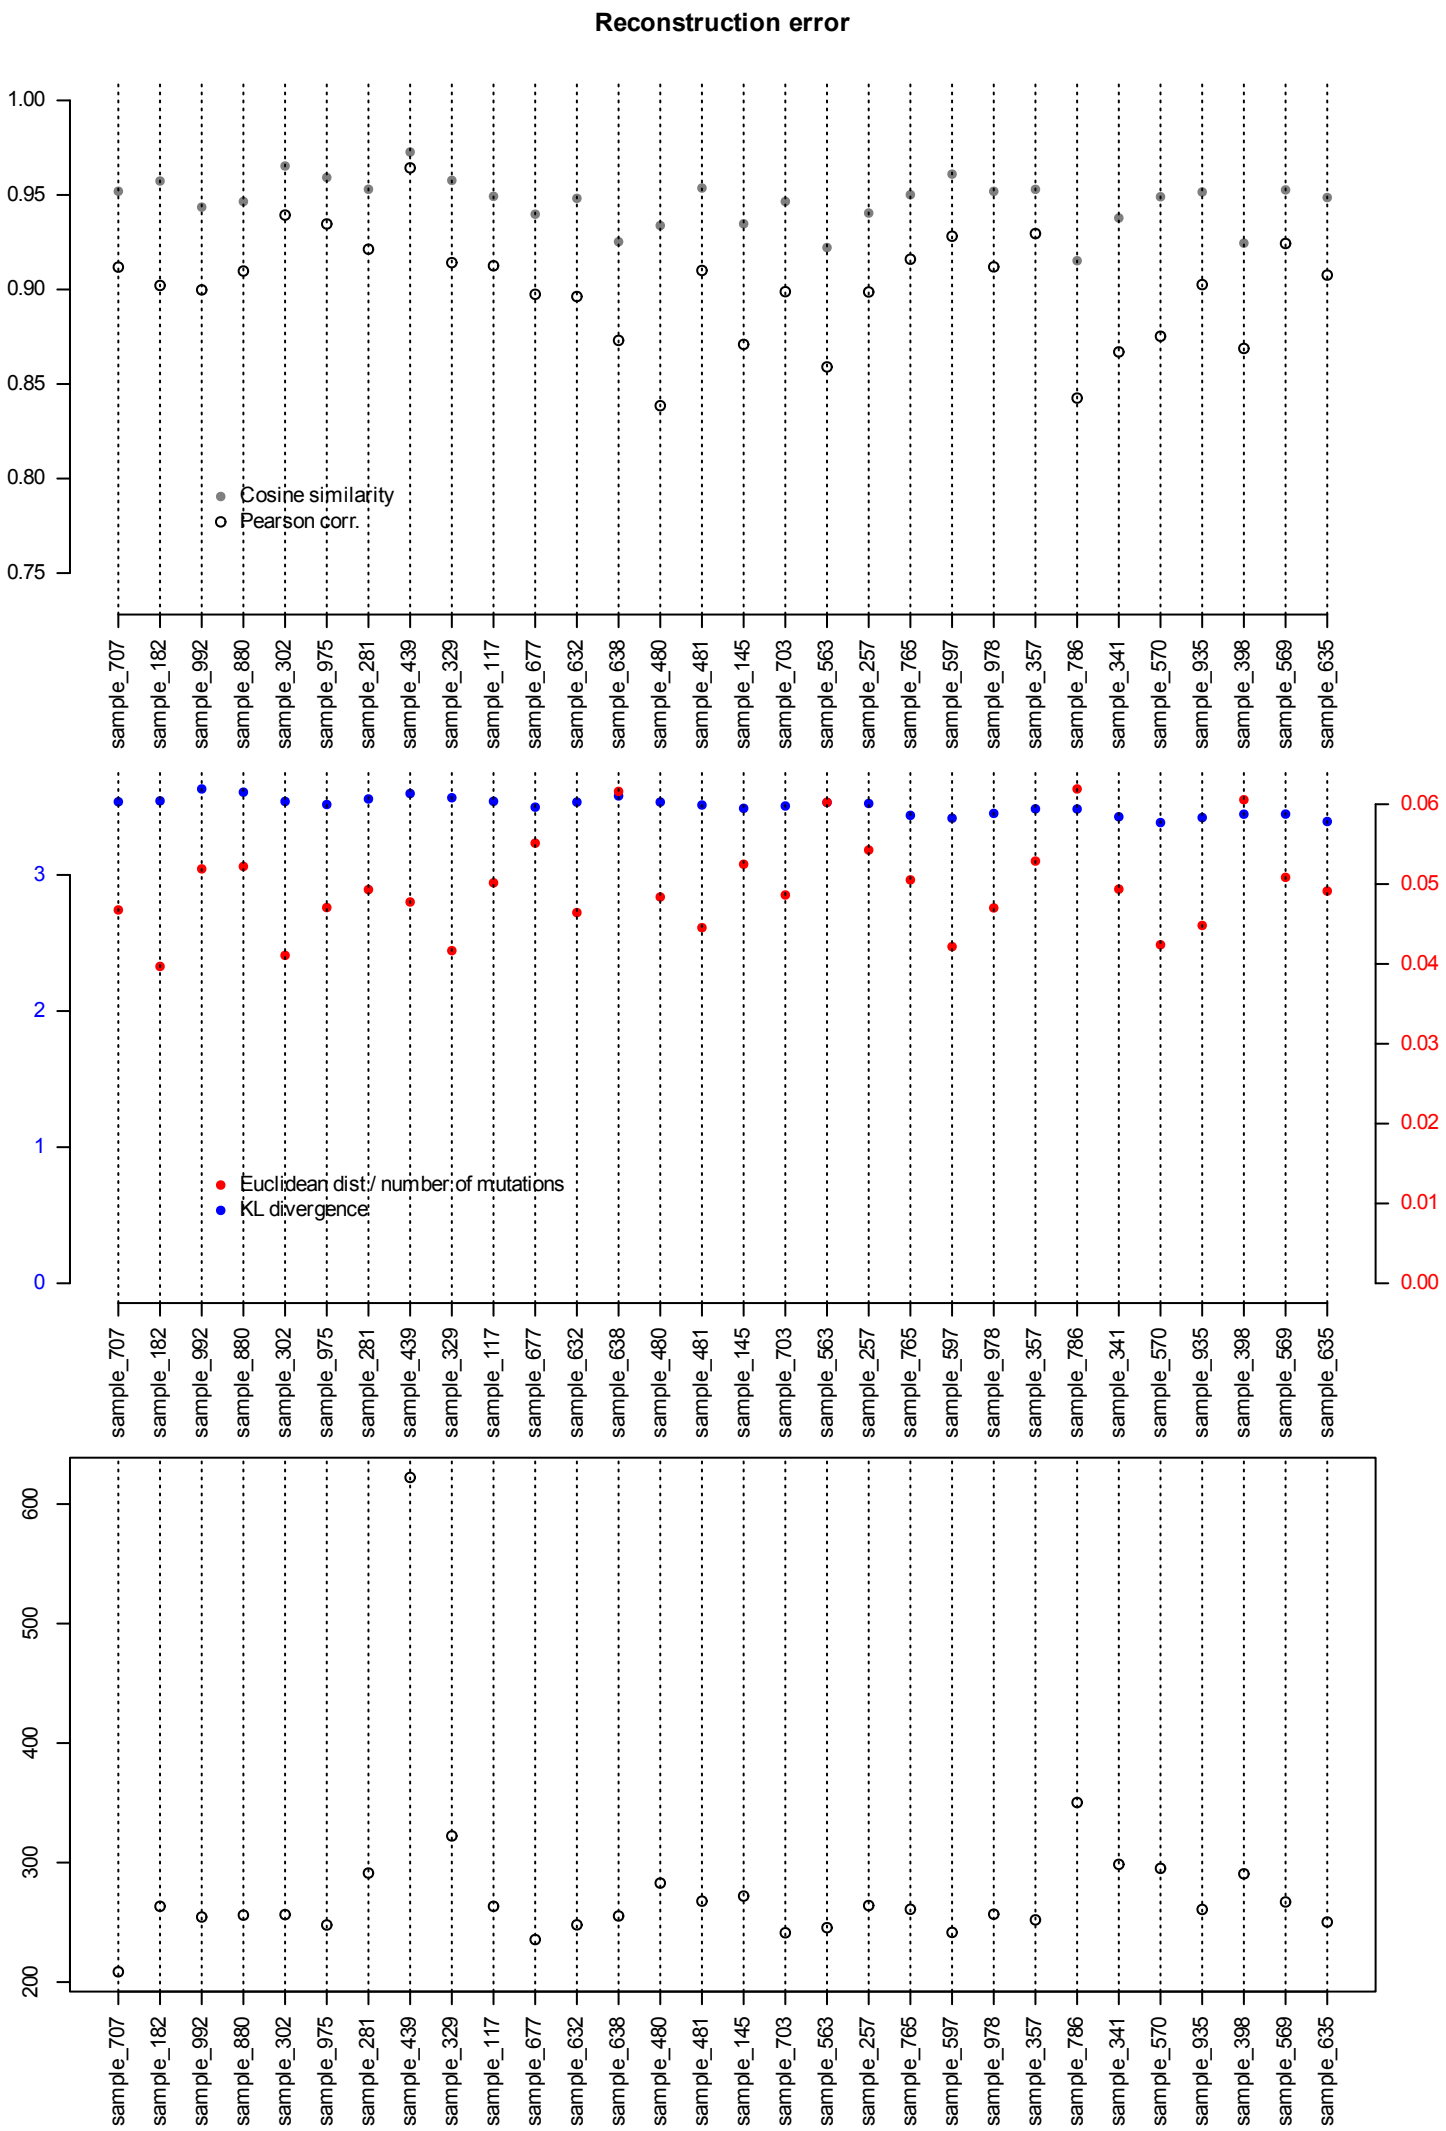 Reconstruction error
1.00
0.95
0.90
0.85
0.80
0.75
Cosine similarity
Pearson corr.
sample_707
sample_182
sample_992
sample_880
sample_302
sample_975
sample_281
sample_439
sample_329
sample_117
sample_677
sample_632
sample_638
sample_480
sample_481
sample_145
sample_703
sample_563
sample_257
sample_765
sample_597
sample_978
sample_357
sample_786
sample_341
sample_570
sample_935
sample_398
sample_569
sample_635
3
2
1
0
Euclidean dist./ number of mutations
KL divergence
0.06
0.05
0.04
0.03
0.02
0.01
0.00
sample_707
sample_182
sample_992
sample_880
sample_302
sample_975
sample_281
sample_439
sample_329
sample_117
sample_677
sample_632
sample_638
sample_480
sample_481
sample_145
sample_703
sample_563
sample_257
sample_765
sample_597
sample_978
sample_357
sample_786
sample_341
sample_570
sample_935
sample_398
sample_569
sample_635
600
500
400
300
200
sample_707
sample_182
sample_992
sample_880
sample_302
sample_975
sample_281
sample_439
sample_329
sample_117
sample_677
sample_632
sample_638
sample_480
sample_481
sample_145
sample_703
sample_563
sample_257
sample_765
sample_597
sample_978
sample_357
sample_786
sample_341
sample_570
sample_935
sample_398
sample_569
sample_635